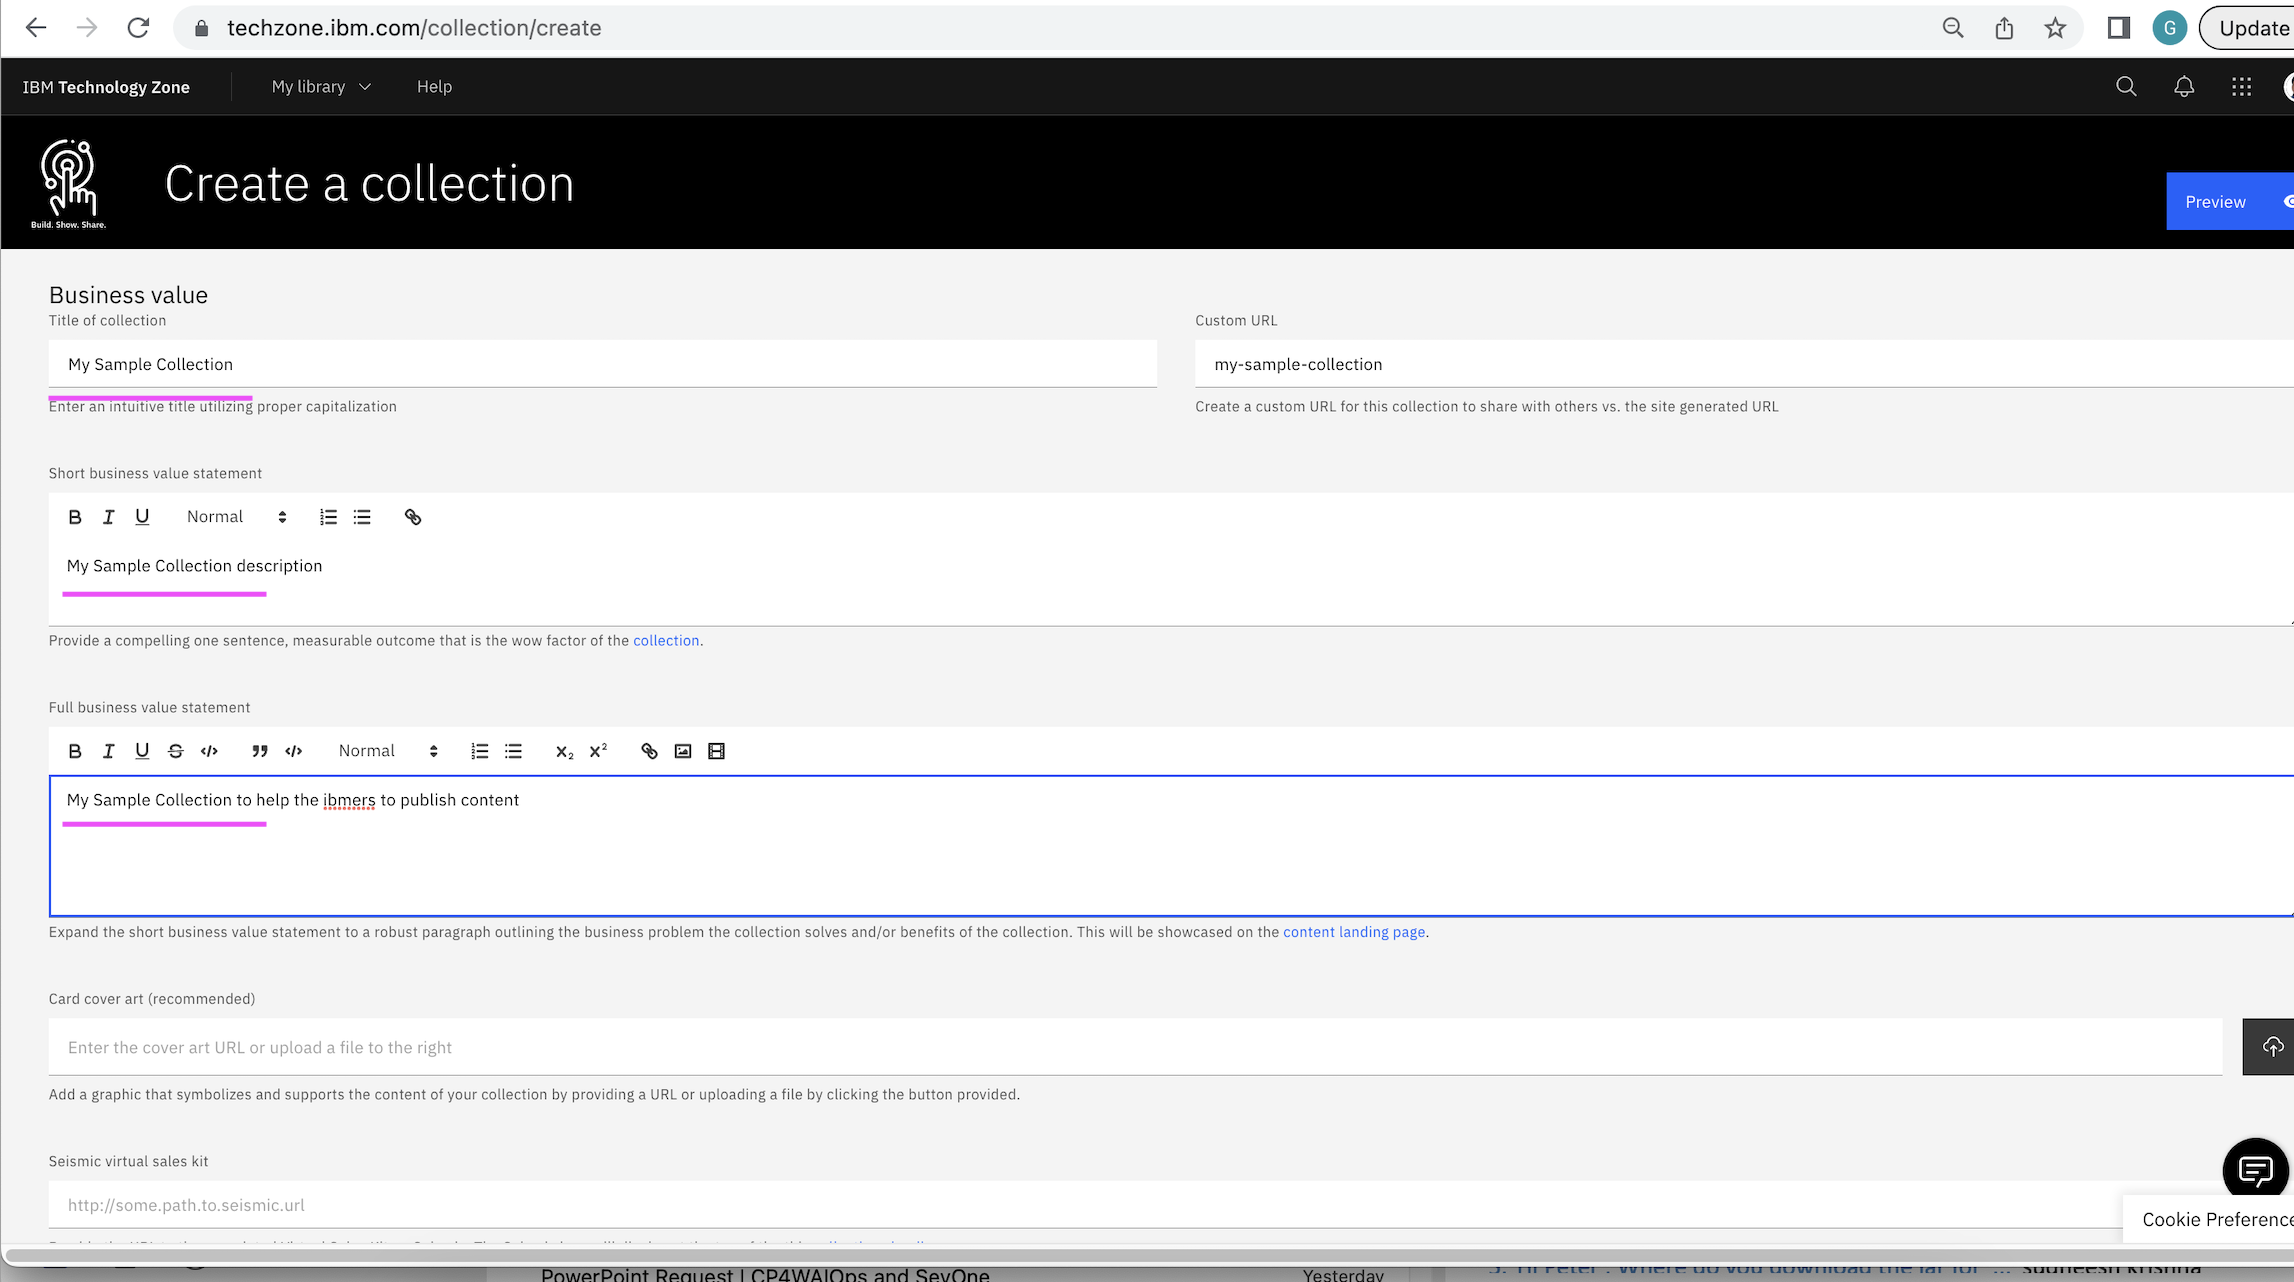 techzone.ibm.com/collection/create
G
Update
IBM Technology Zone
My library
Help
Build. Show. Share.
Create a collection
Preview
Business value
Title of collection
Custom URL
My Sample Collection
my-sample-collection
Enter an intuitive title utilizing proper capitalization
Create a custom URL for this collection to share with others vs. the site generated URL
Short business value statement
B I U Normal
My Sample Collection description
Provide a compelling one sentence, measurable outcome that is the wow factor of the collection.
Full business value statement
B I U S </> </> Normal x2 x2
My Sample Collection to help the ibmers to publish content
Expand the short business value statement to a robust paragraph outlining the business problem the collection solves and/or benefits of the collection. This will be showcased on the content landing page.
Card cover art (recommended)
Enter the cover art URL or upload a file to the right
Add a graphic that symbolizes and supports the content of your collection by providing a URL or uploading a file by clicking the button provided.
Seismic virtual sales kit
http://some.path.to.seismic.url
Cookie Preference
PowerPoint Request | CP4WAIOps and SevOne
Yesterday